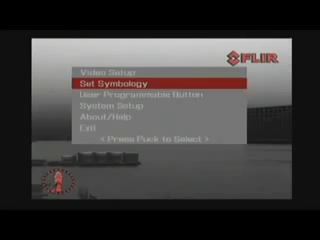 FLIR
Video Setup
Set Symbology
User Programmable Button
System Setup
About/Help
Exit
<Press Puck to Select>